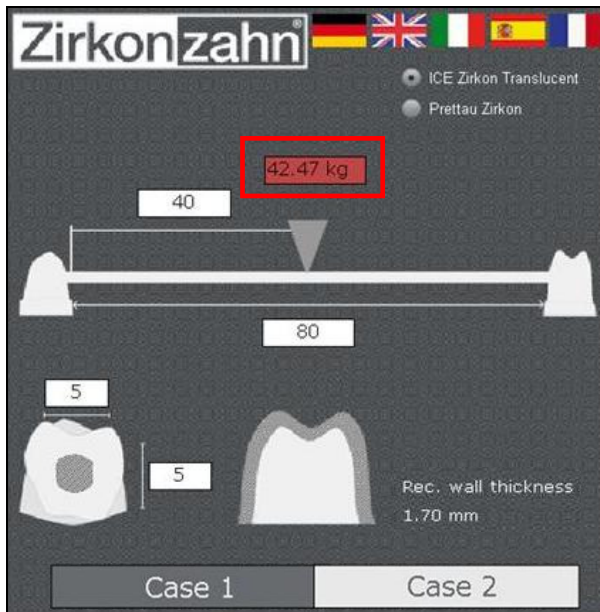 Zirkonzahn®
ICE Zirkon Translucent
Prettau Zirkon
42.47 kg
40
80
5
5
Rec. wall thickness
1.70 mm
Case 1
Case 2